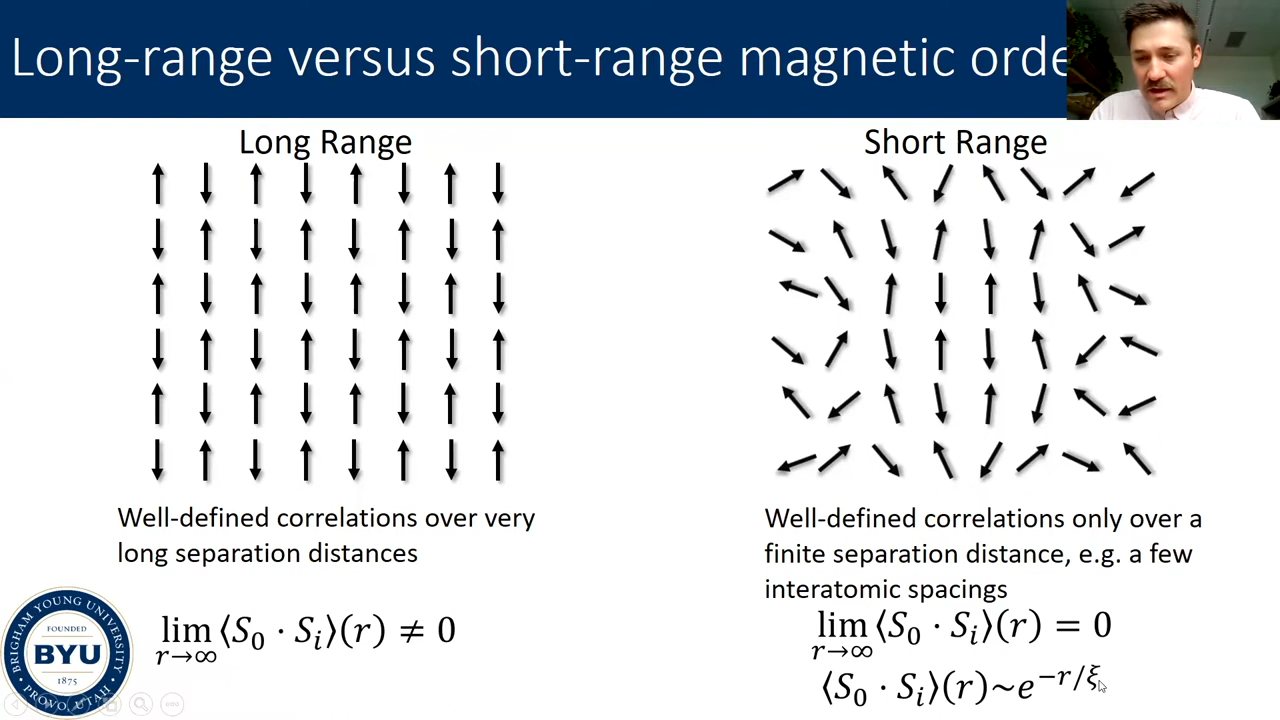 Long-range versus short-range magnetic orde
Long Range
Short Range
Well-defined correlations over very
long separation distances
lim r→∞ ⟨S₀ · Sᵢ⟩(r) ≠ 0
Well-defined correlations only over a
finite separation distance, e.g. a few
interatomic spacings
lim r→∞ ⟨S₀ · Sᵢ⟩(r) = 0
⟨S₀ · Sᵢ⟩(r)~e^{−r/ξ}
BRIGHAM YOUNG UNIVERSITY
FOUNDED
BYU
1875
PROVO, UTAH